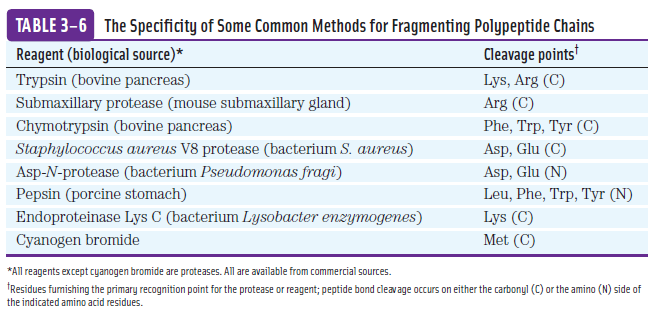 TABLE 3–6 The Specificity of Some Common Methods for Fragmenting Polypeptide Chains
Reagent (biological source)* Cleavage points†
Trypsin (bovine pancreas) Lys, Arg (C)
Submaxillary protease (mouse submaxillary gland) Arg (C)
Chymotrypsin (bovine pancreas) Phe, Trp, Tyr (C)
Staphylococcus aureus V8 protease (bacterium S. aureus) Asp, Glu (C)
Asp-N-protease (bacterium Pseudomonas fragi) Asp, Glu (N)
Pepsin (porcine stomach) Leu, Phe, Trp, Tyr (N)
Endoproteinase Lys C (bacterium Lysobacter enzymogenes) Lys (C)
Cyanogen bromide Met (C)
*All reagents except cyanogen bromide are proteases. All are available from commercial sources.
†Residues furnishing the primary recognition point for the protease or reagent; peptide bond cleavage occurs on either the carbonyl (C) or the amino (N) side of
the indicated amino acid residues.